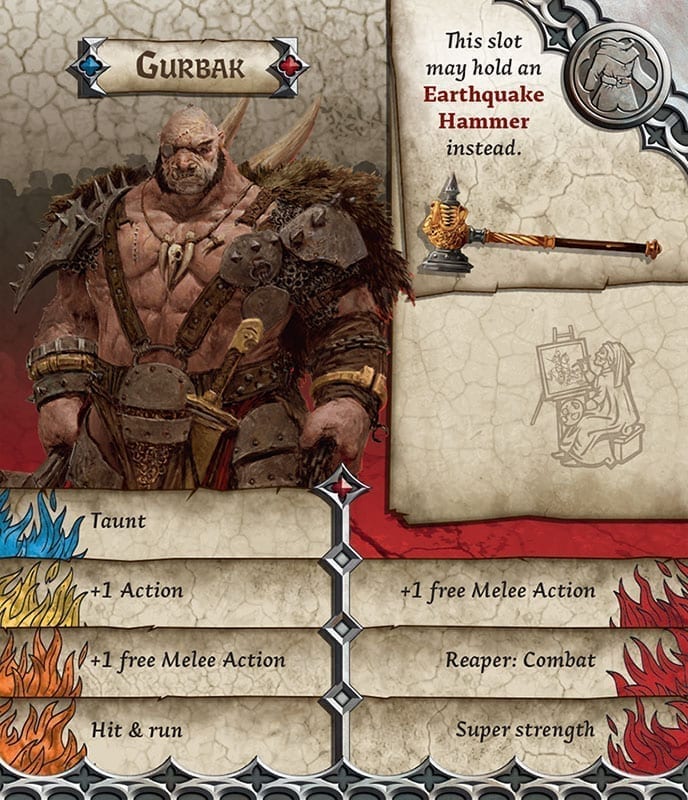 GURBAK
This slot
may hold an
Earthquake
Hammer
instead.
Taunt
+1 Action
+1 free Melee Action
+1 free Melee Action
Reaper: Combat
Hit & run
Super strength